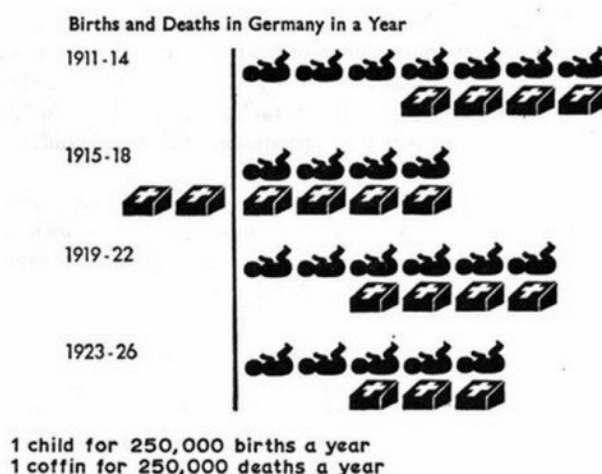 Births and Deaths in Germany in a Year
1911-14
1915-18
1919-22
1923-26
1 child for 250,000 births a year
1 coffin for 250,000 deaths a year